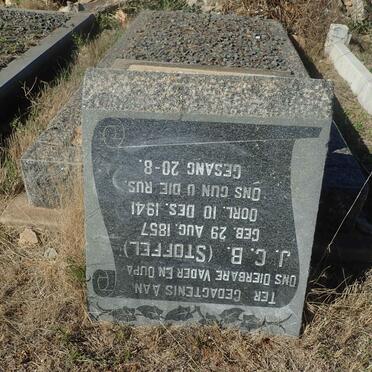 TER GEDAGTENIS AAN
ONS DIERBARE VADER EN OUPA
J. C. B. (STOFFEL)
GEB. 29 AUG. 1857
OORL. 10 DES. 1941
ONS GUN U DIE RUS.
GESANG 20-8.